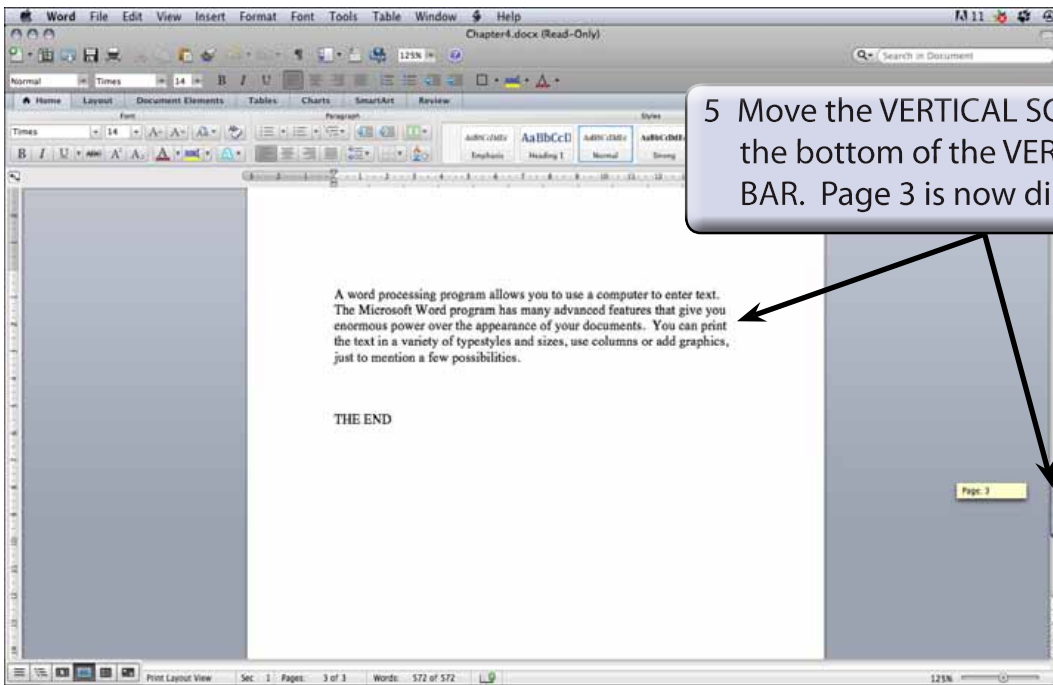 Word File Edit View Insert Format Font Tools Table Window Help
11
Chapter4.docx (Read-Only)
125%
Search in Document
Normal Times 14 B I U
Home Layout Document Elements Tables Charts SmartArt Review
Font Paragraph Styles
Times 14
B I U
AaBbCcDdEe AaBbCcD AaBbCcDdEe AaBbCcDdE
Emphasis Heading 1 Normal Strong
5 Move the VERTICAL SC
the bottom of the VER
BAR. Page 3 is now di
A word processing program allows you to use a computer to enter text.
The Microsoft Word program has many advanced features that give you
enormous power over the appearance of your documents. You can print
the text in a variety of typestyles and sizes, use columns or add graphics,
just to mention a few possibilities.
THE END
Page: 3
Print Layout View Sec 1 Pages: 3 of 3 Words: 572 of 572 125%